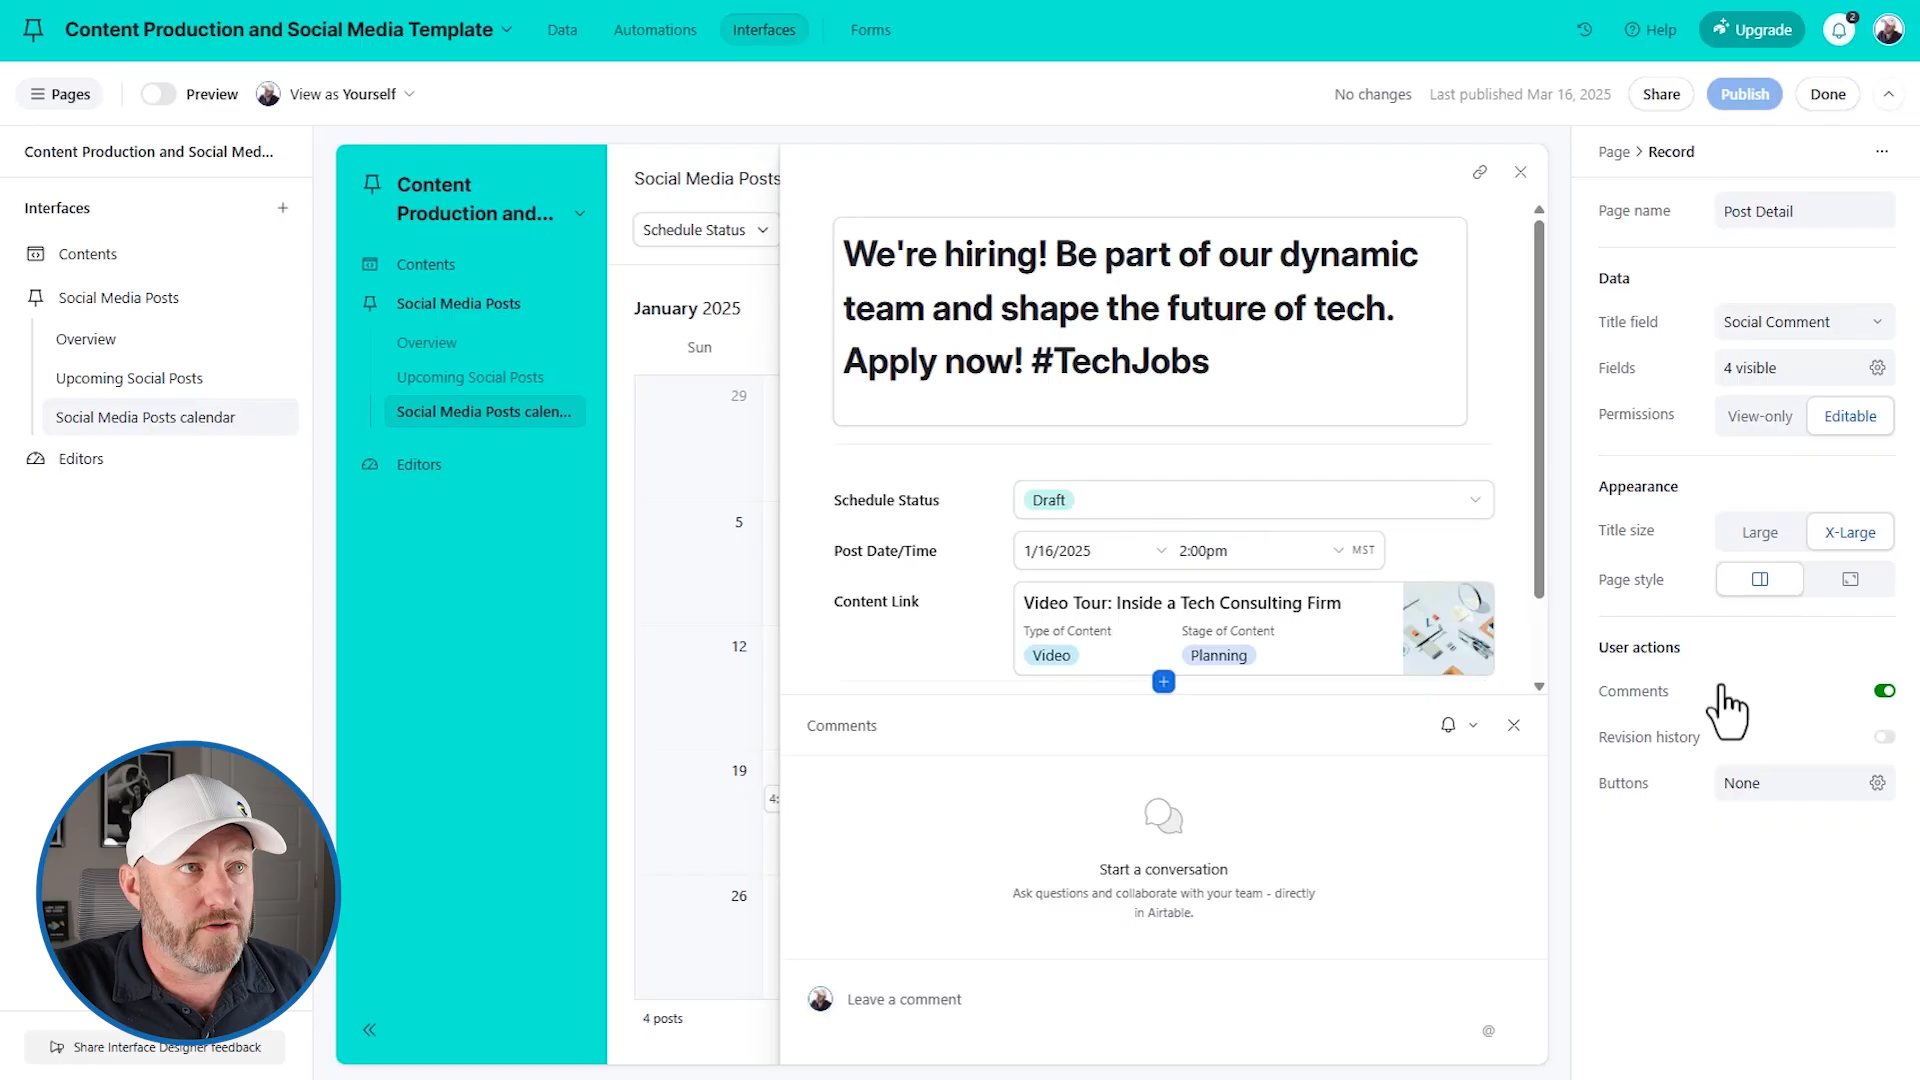 Content Production and Social Media Template
Data
Automations
Interfaces
Forms
Help
Upgrade
2
Pages
Preview
View as Yourself
No changes
Last published Mar 16, 2025
Share
Publish
Done
Content Production and Social Med...
Interfaces
Contents
Social Media Posts
Overview
Upcoming Social Posts
Social Media Posts calendar
Editors
Share Interface Designer feedback
Content
Production and...
Contents
Social Media Posts
Overview
Upcoming Social Posts
Social Media Posts calen...
Editors
Social Media Posts
Schedule Status
January 2025
Sun
29
5
12
19
4:
26
4 posts
We're hiring! Be part of our dynamic
team and shape the future of tech.
Apply now! #TechJobs
Schedule Status
Draft
Post Date/Time
1/16/2025
2:00pm
MST
Content Link
Video Tour: Inside a Tech Consulting Firm
Type of Content
Stage of Content
Video
Planning
Comments
Start a conversation
Ask questions and collaborate with your team - directly
in Airtable.
Leave a comment
@
Page > Record
Page name
Post Detail
Data
Title field
Social Comment
Fields
4 visible
Permissions
View-only
Editable
Appearance
Title size
Large
X-Large
Page style
User actions
Comments
Revision history
Buttons
None